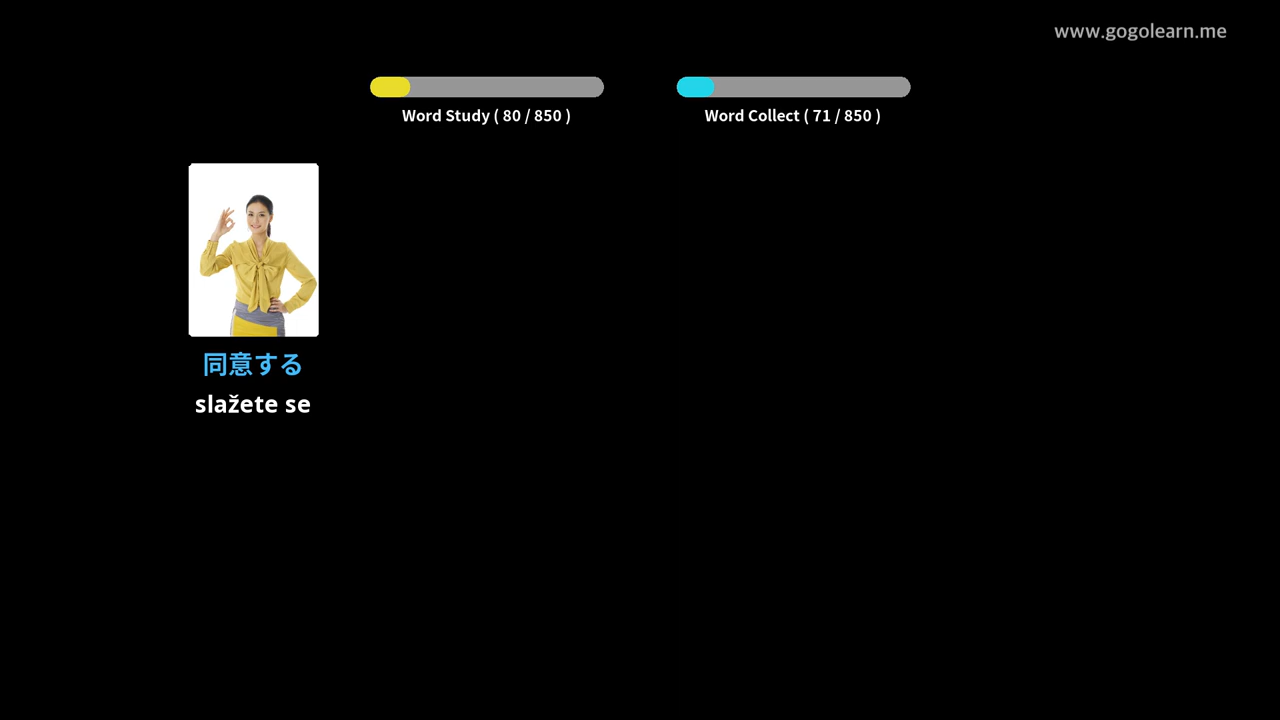 www.gogolearn.me
Word Study ( 80 / 850 )
Word Collect ( 71 / 850 )
同意する
slažete se